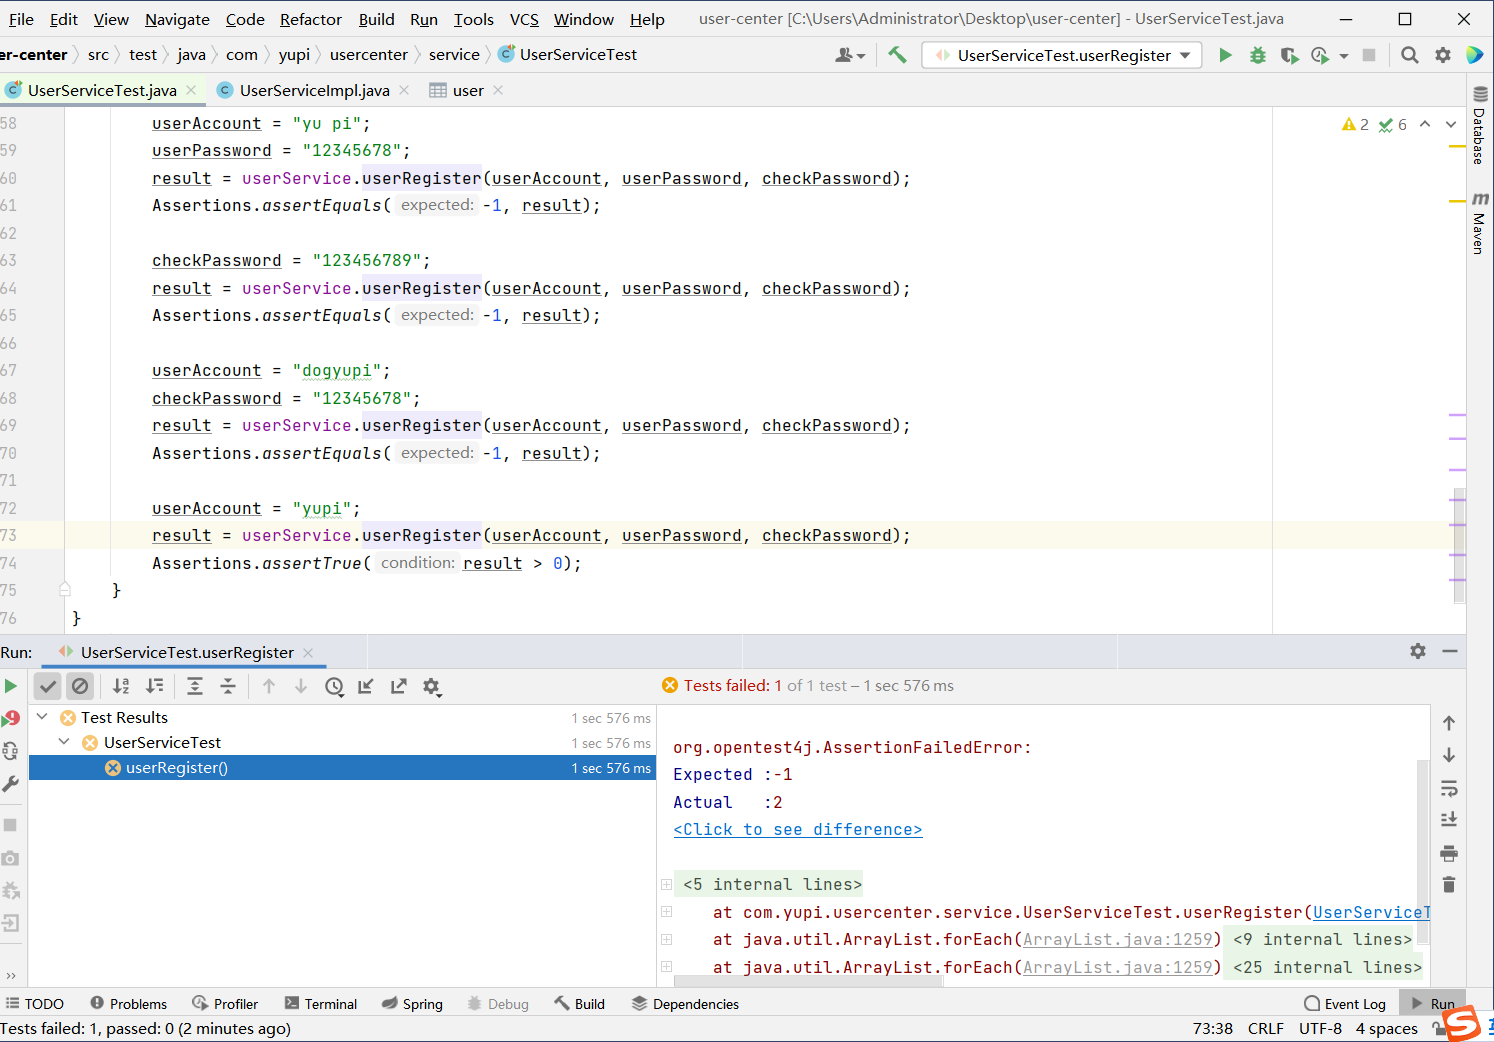 File Edit View Navigate Code Refactor Build Run Tools VCS Window Help user-center [C:\Users\Administrator\Desktop\user-center] - UserServiceTest.java
er-center src test java com yupi usercenter service UserServiceTest UserServiceTest.userRegister
UserServiceTest.java UserServiceImpl.java user
58 userAccount = "yu pi"; 2 6
59 userPassword = "12345678";
60 result = userService.userRegister(userAccount, userPassword, checkPassword);
61 Assertions.assertEquals( expected: -1, result);
62
63 checkPassword = "123456789";
64 result = userService.userRegister(userAccount, userPassword, checkPassword);
65 Assertions.assertEquals( expected: -1, result);
66
67 userAccount = "dogyupi";
68 checkPassword = "12345678";
69 result = userService.userRegister(userAccount, userPassword, checkPassword);
70 Assertions.assertEquals( expected: -1, result);
71
72 userAccount = "yupi";
73 result = userService.userRegister(userAccount, userPassword, checkPassword);
74 Assertions.assertTrue( condition: result > 0);
75 }
76 }
Database
Maven
Run: UserServiceTest.userRegister
Tests failed: 1 of 1 test – 1 sec 576 ms
Test Results 1 sec 576 ms
UserServiceTest 1 sec 576 ms
userRegister() 1 sec 576 ms
org.opentest4j.AssertionFailedError:
Expected :-1
Actual :2
<Click to see difference>
<5 internal lines>
at com.yupi.usercenter.service.UserServiceTest.userRegister(UserServiceT
at java.util.ArrayList.forEach(ArrayList.java:1259) <9 internal lines>
at java.util.ArrayList.forEach(ArrayList.java:1259) <25 internal lines>
TODO Problems Profiler Terminal Spring Debug Build Dependencies Event Log Run
Tests failed: 1, passed: 0 (2 minutes ago) 73:38 CRLF UTF-8 4 spaces